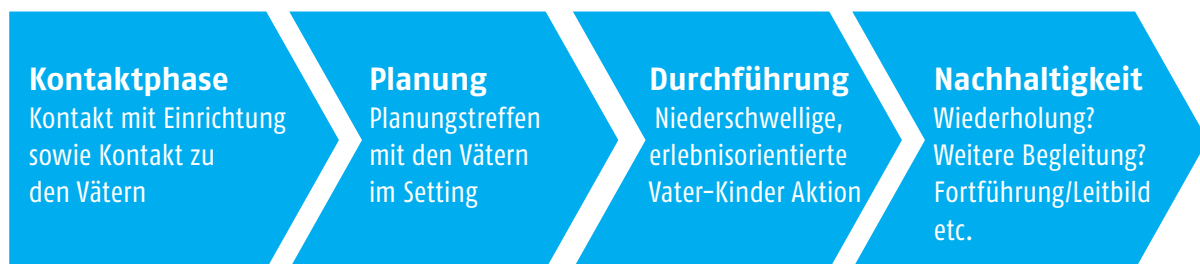 Kontaktphase
Kontakt mit Einrichtung
sowie Kontakt zu
den Vätern
Planung
Planungstreffen
mit den Vätern
im Setting
Durchführung
Niederschwellige,
erlebnisorientierte
Vater-Kinder Aktion
Nachhaltigkeit
Wiederholung?
Weitere Begleitung?
Fortführung/Leitbild
etc.